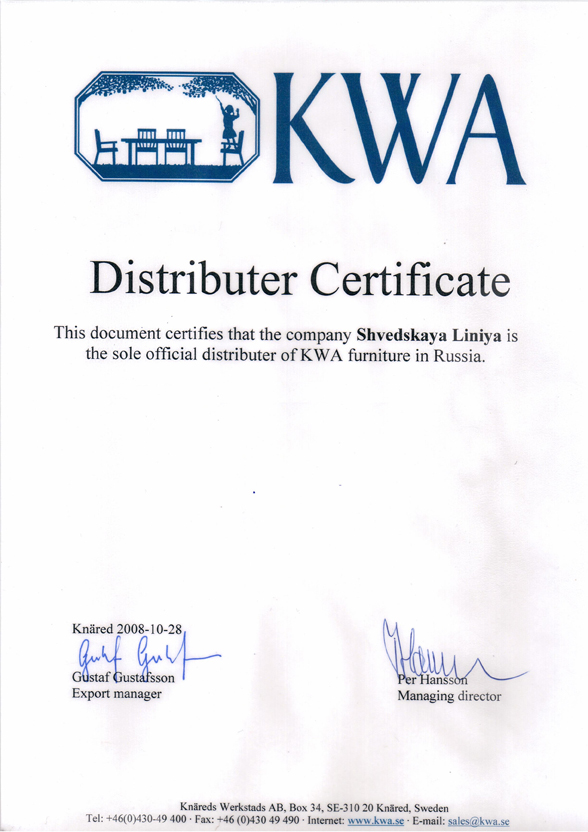 KWA
Distributer Certificate
This document certifies that the company Shvedskaya Liniya is
the sole official distributer of KWA furniture in Russia.
Knäred 2008-10-28
Gustaf Gustafsson
Export manager
Per Hansson
Managing director
Knäreds Werkstads AB, Box 34, SE-310 20 Knäred, Sweden
Tel: +46(0)430-49 400 · Fax: +46 (0)430 49 490 · Internet: www.kwa.se · E-mail: sales@kwa.se